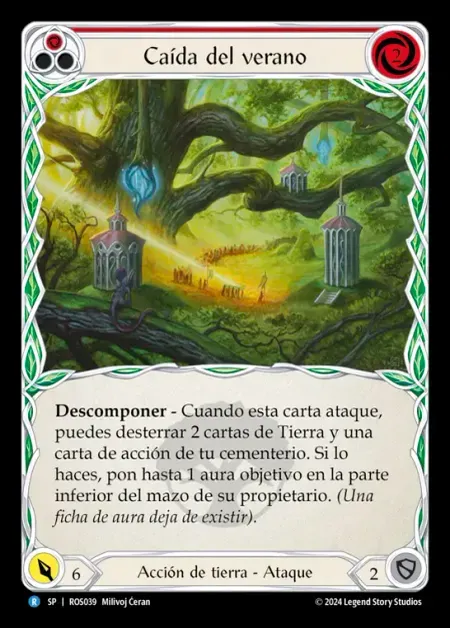 Caída del verano
2
Descomponer - Cuando esta carta ataque,
puedes desterrar 2 cartas de Tierra y una
carta de acción de tu cementerio. Si lo
haces, pon hasta 1 aura objetivo en la parte
inferior del mazo de su propietario. (Una
ficha de aura deja de existir).
6
Acción de tierra - Ataque
2
R SP | ROS039 Milivoj Ćeran
© 2024 Legend Story Studios